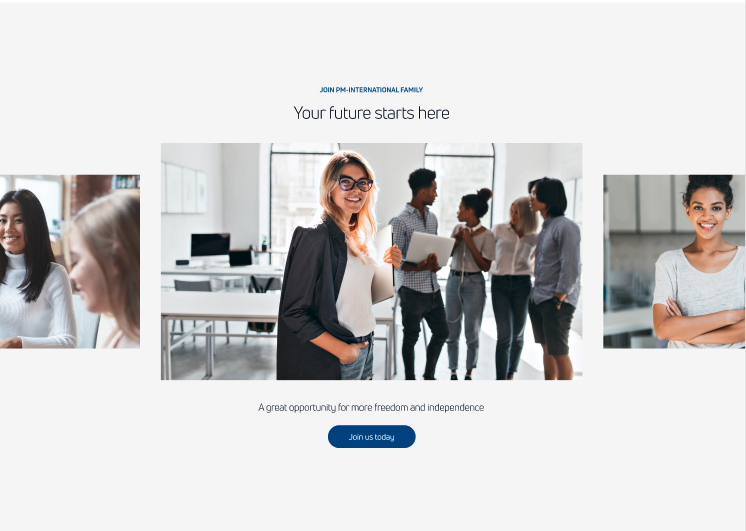 JOIN PM-INTERNATIONAL FAMILY
Your future starts here
A great opportunity for more freedom and independence
Join us today